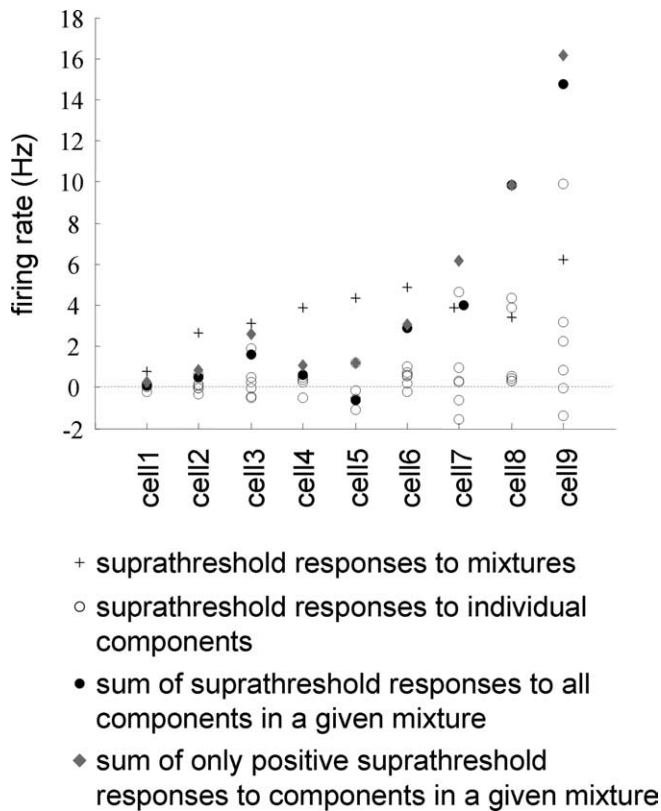 18
16
14
12
10
8
6
4
2
0
-2
firing rate (Hz)
cell1
cell2
cell3
cell4
cell5
cell6
cell7
cell8
cell9
+ suprathreshold responses to mixtures
○ suprathreshold responses to individual
components
● sum of suprathreshold responses to all
components in a given mixture
◆ sum of only positive suprathreshold
responses to components in a given mixture